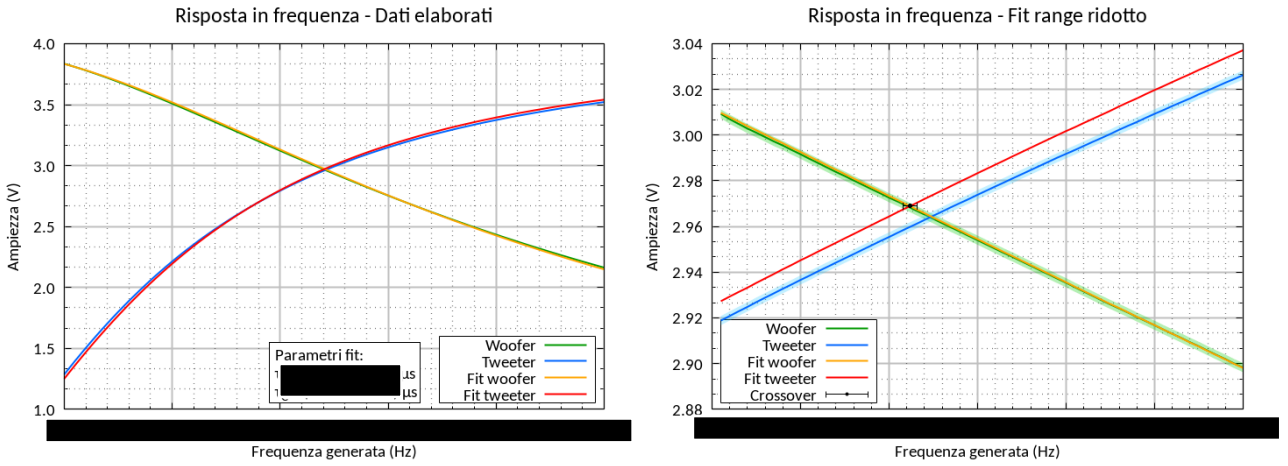 Risposta in frequenza - Dati elaborati
4.0
3.5
3.0
2.5
2.0
1.5
1.0
Ampiezza (V)
Parametri fit:
μs
μs
Woofer
Tweeter
Fit woofer
Fit tweeter
Frequenza generata (Hz)
Risposta in frequenza - Fit range ridotto
3.04
3.02
3.00
2.98
2.96
2.94
2.92
2.90
2.88
Ampiezza (V)
Woofer
Tweeter
Fit woofer
Fit tweeter
Crossover
Frequenza generata (Hz)